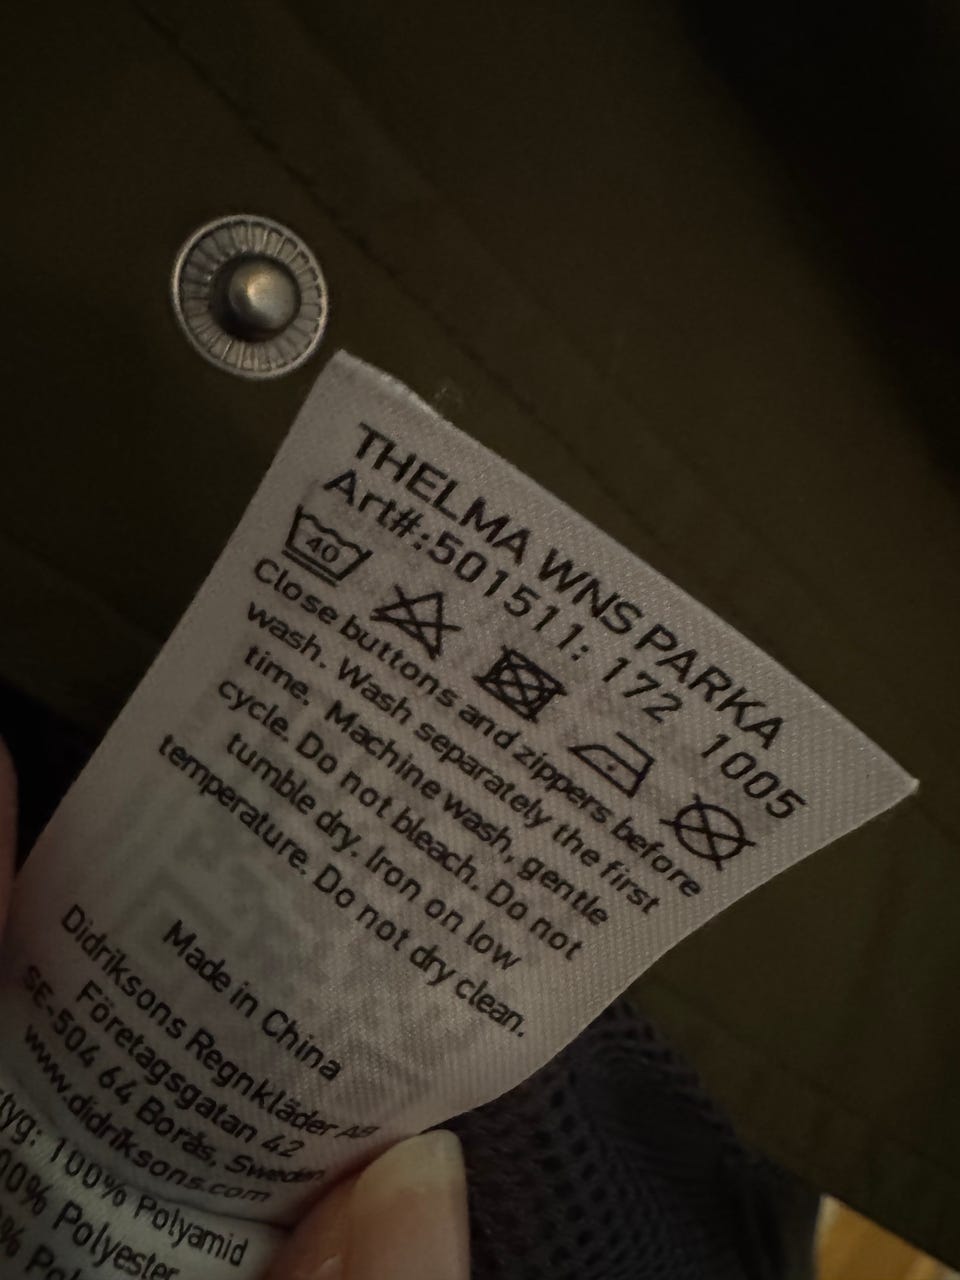 THELMA WNS PARKA
Art#:501511: 172 1005
40
Close buttons and zippers before
wash. Wash separately the first
time. Machine wash, gentle
cycle. Do not bleach. Do not
tumble dry. Iron on low
temperature. Do not dry clean.
Made in China
Didriksons Regnkläder AB
Företagsgatan 42
SE-504 64 Borås, Sweden
www.didriksons.com
tyg: 100% Polyamid
00% Polyester